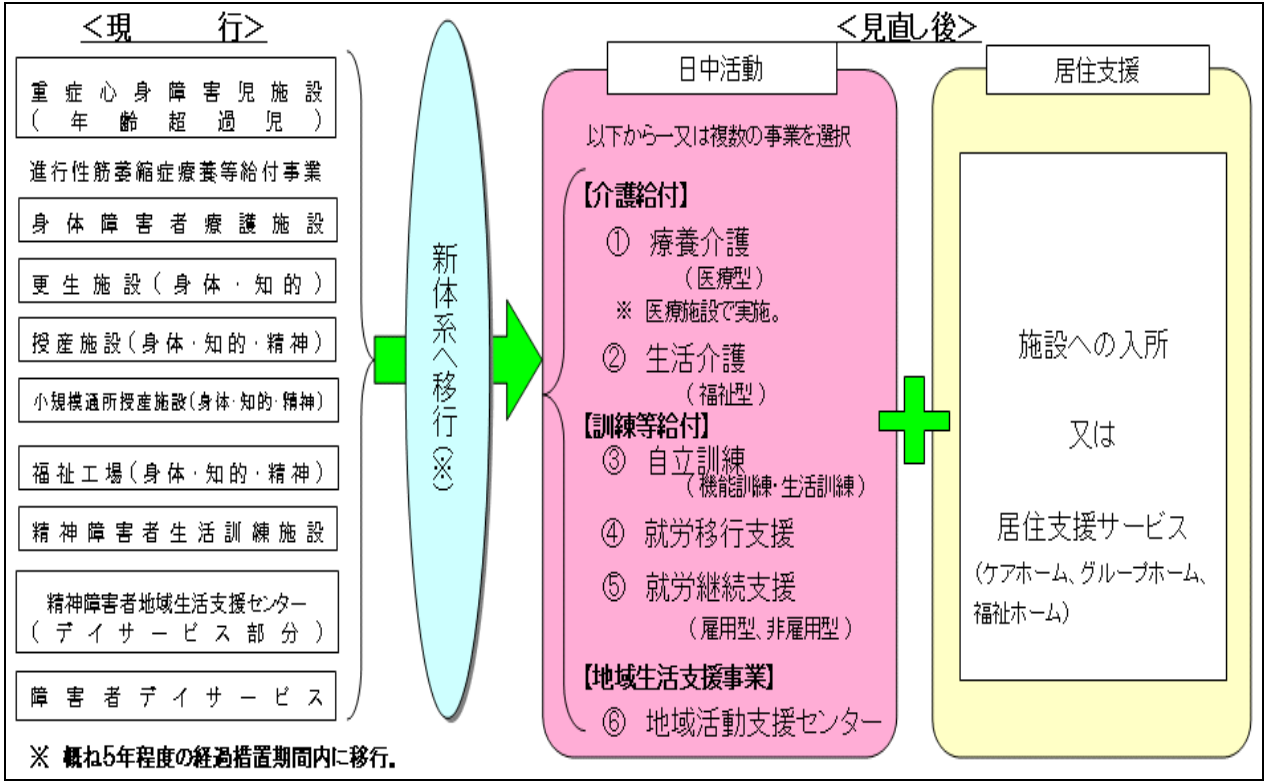 <現　行>
重症心身障害児施設
（年齢超過児）
進行性筋萎縮症療養等給付事業
身体障害者療護施設
更生施設（身体・知的）
授産施設（身体・知的・精神）
小規模通所授産施設（身体・知的・精神）
福祉工場（身体・知的・精神）
精神障害者生活訓練施設
精神障害者地域生活支援センター
（デイサービス部分）
障害者デイサービス
※ 概ね5年程度の経過措置期間内に移行。
新体系へ移行（※）
<見直し後>
日中活動
以下から一又は複数の事業を選択
【介護給付】
① 療養介護
（医療型）
※ 医療施設で実施。
② 生活介護
（福祉型）
【訓練等給付】
③ 自立訓練
（機能訓練・生活訓練）
④ 就労移行支援
⑤ 就労継続支援
（雇用型、非雇用型）
【地域生活支援事業】
⑥ 地域活動支援センター
居住支援
施設への入所
又は
居住支援サービス
（ケアホーム、グループホーム、
福祉ホーム）